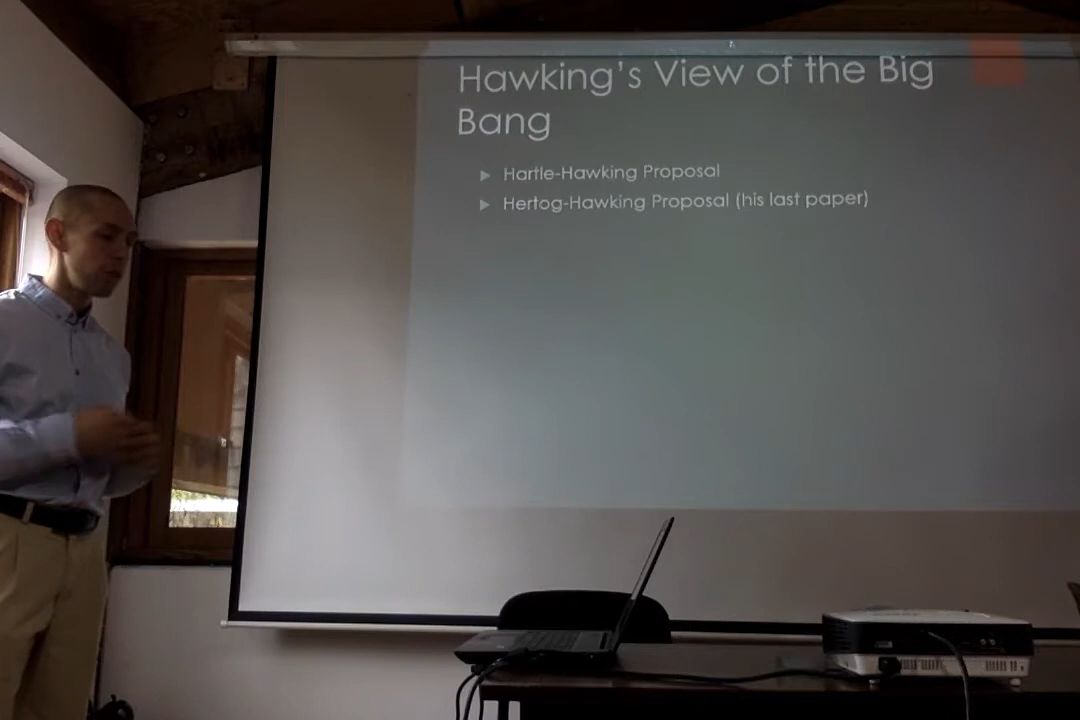 Hawking's View of the Big
Bang
Hartle-Hawking Proposal
Hertog-Hawking Proposal (his last paper)